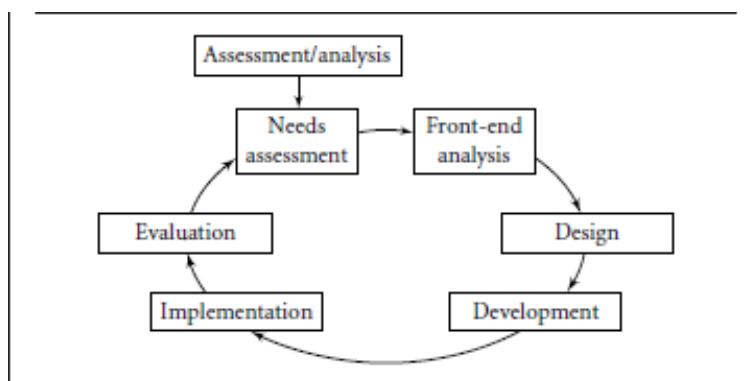 Assessment/analysis
Needs
assessment
Front-end
analysis
Evaluation
Design
Implementation
Development